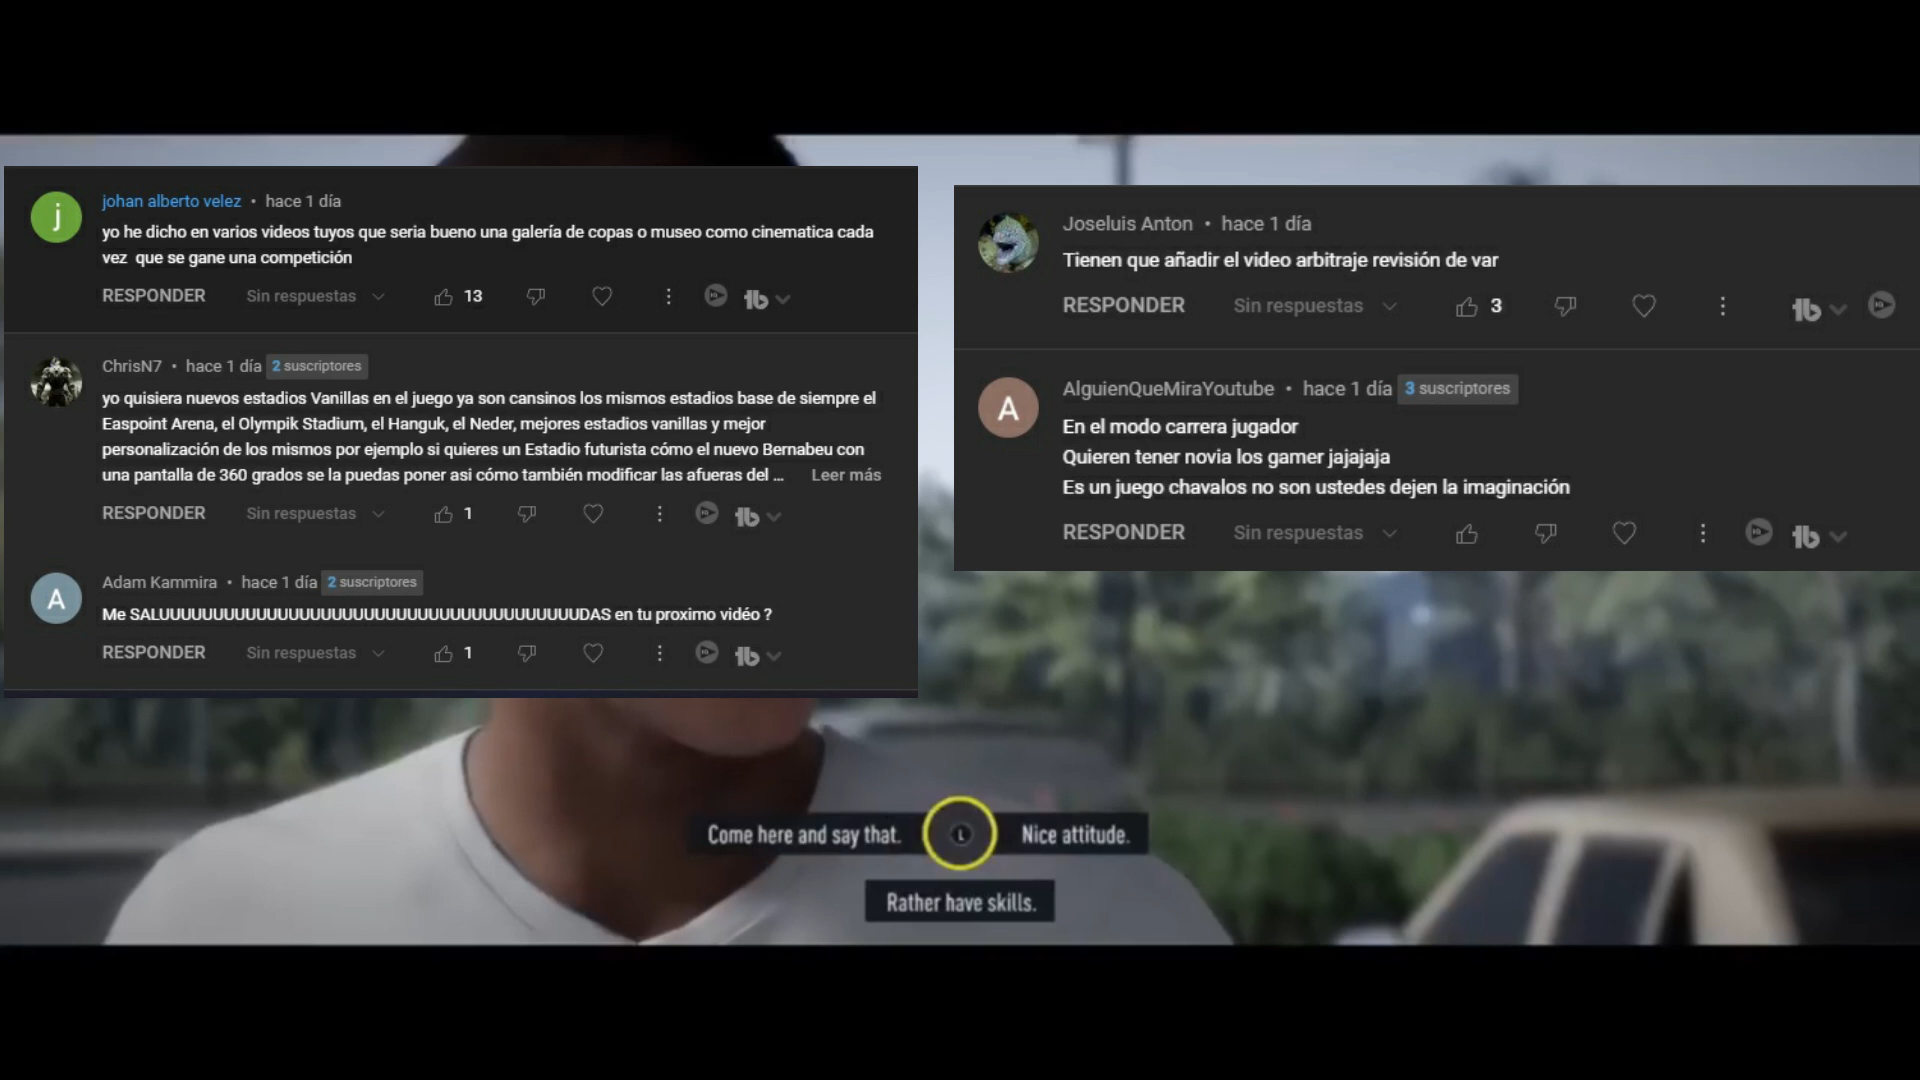 j
johan alberto velez • hace 1 día
yo he dicho en varios videos tuyos que seria bueno una galería de copas o museo como cinematica cada
vez que se gane una competición
RESPONDER Sin respuestas 13
ChrisN7 • hace 1 día 2 suscriptores
yo quisiera nuevos estadios Vanillas en el juego ya son cansinos los mismos estadios base de siempre el
Easpoint Arena, el Olympik Stadium, el Hanguk, el Neder, mejores estadios vanillas y mejor
personalización de los mismos por ejemplo si quieres un Estadio futurista cómo el nuevo Bernabeu con
una pantalla de 360 grados se la puedas poner asi cómo también modificar las afueras del ... Leer más
RESPONDER Sin respuestas 1
A
Adam Kammira • hace 1 día 2 suscriptores
Me SALUUUUUUUUUUUUUUUUUUUUUUUUUUUUUUUUUUUUUUUDAS en tu proximo vidéo ?
RESPONDER Sin respuestas 1
Joseluis Anton • hace 1 día
Tienen que añadir el video arbitraje revisión de var
RESPONDER Sin respuestas 3
A
AlguienQueMiraYoutube • hace 1 día 3 suscriptores
En el modo carrera jugador
Quieren tener novia los gamer jajajaja
Es un juego chavalos no son ustedes dejen la imaginación
RESPONDER Sin respuestas
Come here and say that. L Nice attitude.
Rather have skills.